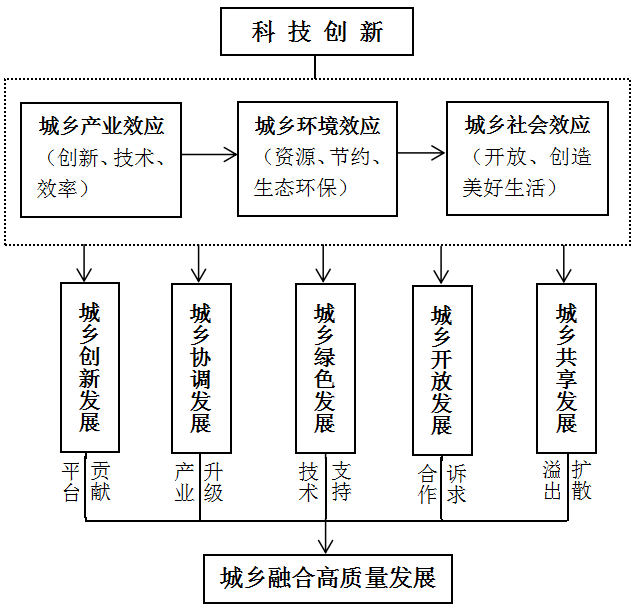 科技创新
城乡产业效应
（创新、技术、
效率）
城乡环境效应
（资源、节约、
生态环保）
城乡社会效应
（开放、创造
美好生活）
城乡创新发展
城乡协调发展
城乡绿色发展
城乡开放发展
城乡共享发展
平台
贡献
产业
升级
技术
支持
合作
诉求
溢出
扩散
城乡融合高质量发展